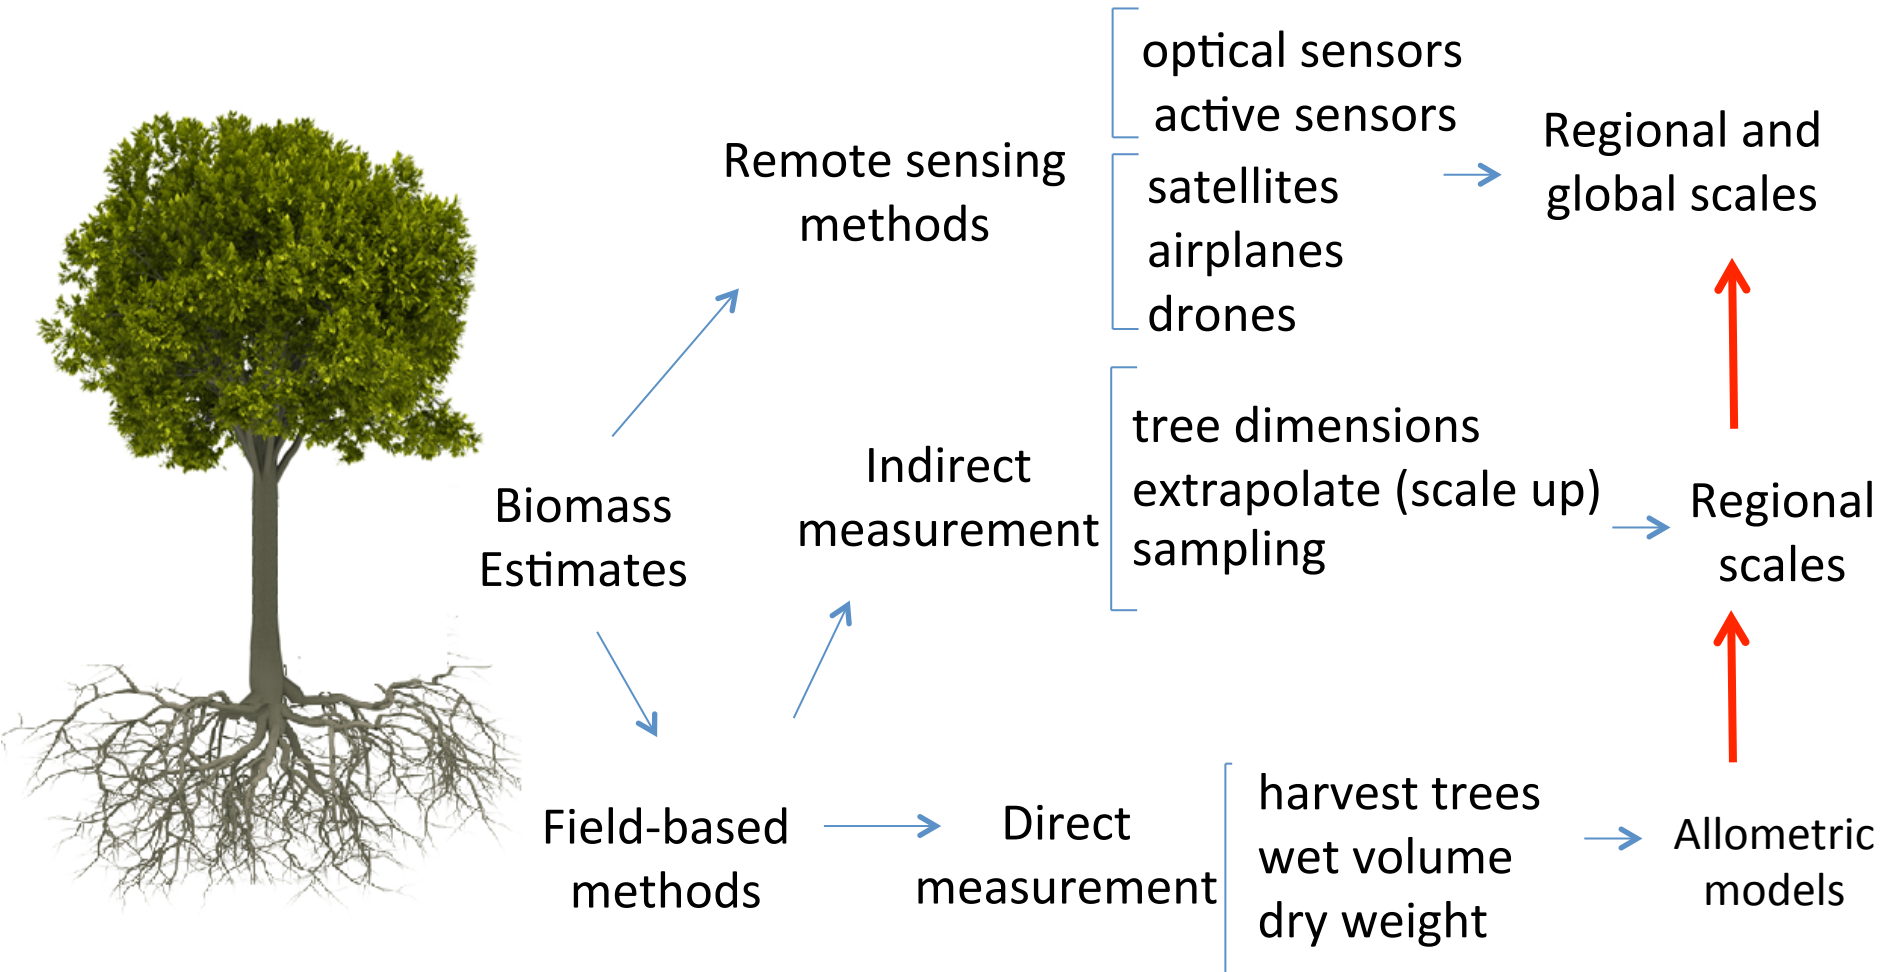 optical sensors
active sensors
Remote sensing
methods
satellites
airplanes
drones
Regional and
global scales
Biomass
Estimates
Indirect
measurement
tree dimensions
extrapolate (scale up)
sampling
Regional
scales
Field-based
methods
Direct
measurement
harvest trees
wet volume
dry weight
Allometric
models